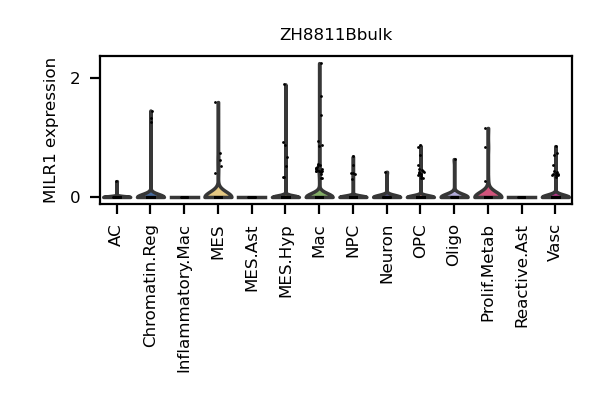 ZH8811Bbulk
MILR1 expression
2
0
AC
Chromatin.Reg
Inflammatory.Mac
MES
MES.Ast
MES.Hyp
Mac
NPC
Neuron
OPC
Oligo
Prolif.Metab
Reactive.Ast
Vasc